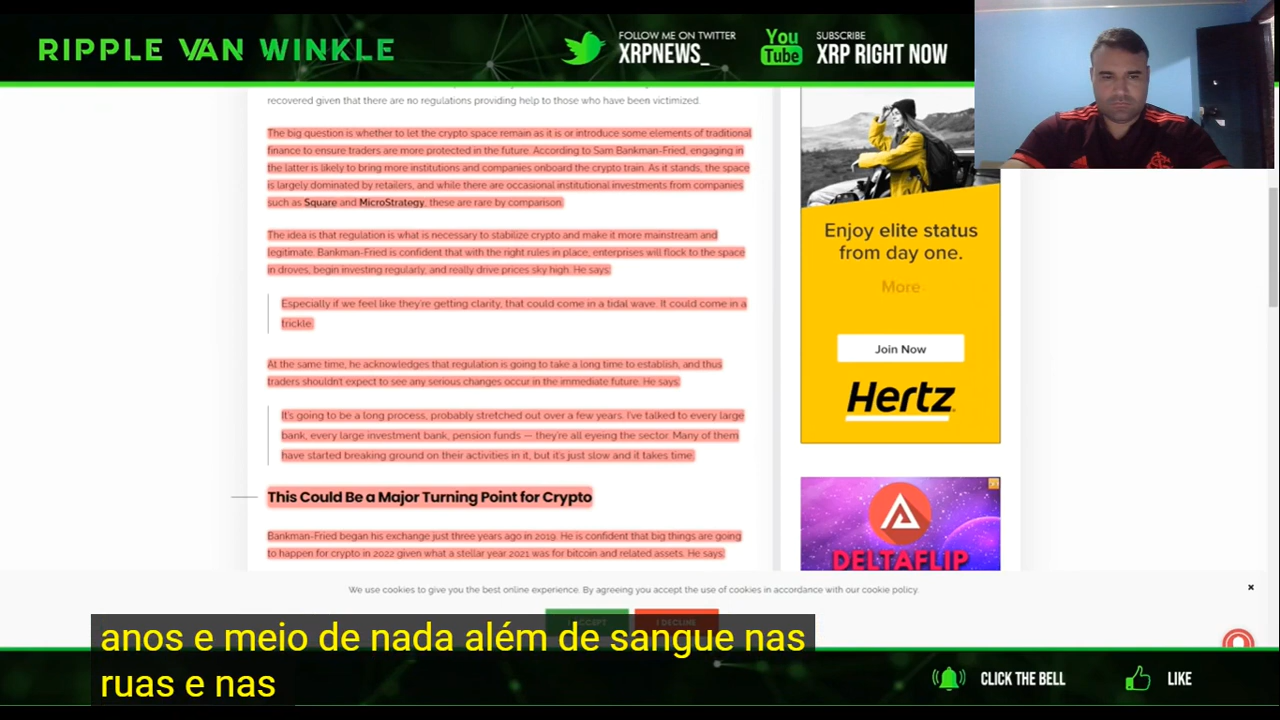 RIPPLE VAN WINKLE
FOLLOW ME ON TWITTER
XRPNEWS_
You
Tube
SUBSCRIBE
XRP RIGHT NOW
recovered given that there are no regulations providing help to those who have been victimized.
The big question is whether to let the crypto space remain as it is or introduce some elements of traditional
finance to ensure traders are more protected in the future. According to Sam Bankman-Fried, engaging in
the latter is likely to bring more institutions and companies onboard the crypto train. As it stands, the space
is largely dominated by retailers, and while there are occasional institutional investments from companies
such as Square and MicroStrategy, these are rare by comparison.
The idea is that regulation is what is necessary to stabilize crypto and make it more mainstream and
legitimate. Bankman-Fried is confident that with the right rules in place, enterprises will flock to the space
in droves, begin investing regularly, and really drive prices sky high. He says:
Especially if we feel like they're getting clarity, that could come in a tidal wave. It could come in a
trickle.
At the same time, he acknowledges that regulation is going to take a long time to establish, and thus
traders shouldn't expect to see any serious changes occur in the immediate future. He says:
It's going to be a long process, probably stretched out over a few years. I've talked to every large
bank, every large investment bank, pension funds — they're all eyeing the sector. Many of them
have started breaking ground on their activities in it, but it's just slow and it takes time.
This Could Be a Major Turning Point for Crypto
Bankman-Fried began his exchange just three years ago in 2019. He is confident that big things are going
to happen for crypto in 2022 given what a stellar year 2021 was for bitcoin and related assets. He says:
Enjoy elite status
from day one.
More
Join Now
Hertz.
DELTAFLIP
We use cookies to give you the best online experience. By agreeing you accept the use of cookies in accordance with our cookie policy.
I ACCEPT
I DECLINE
anos e meio de nada além de sangue nas
ruas e nas
CLICK THE BELL
LIKE